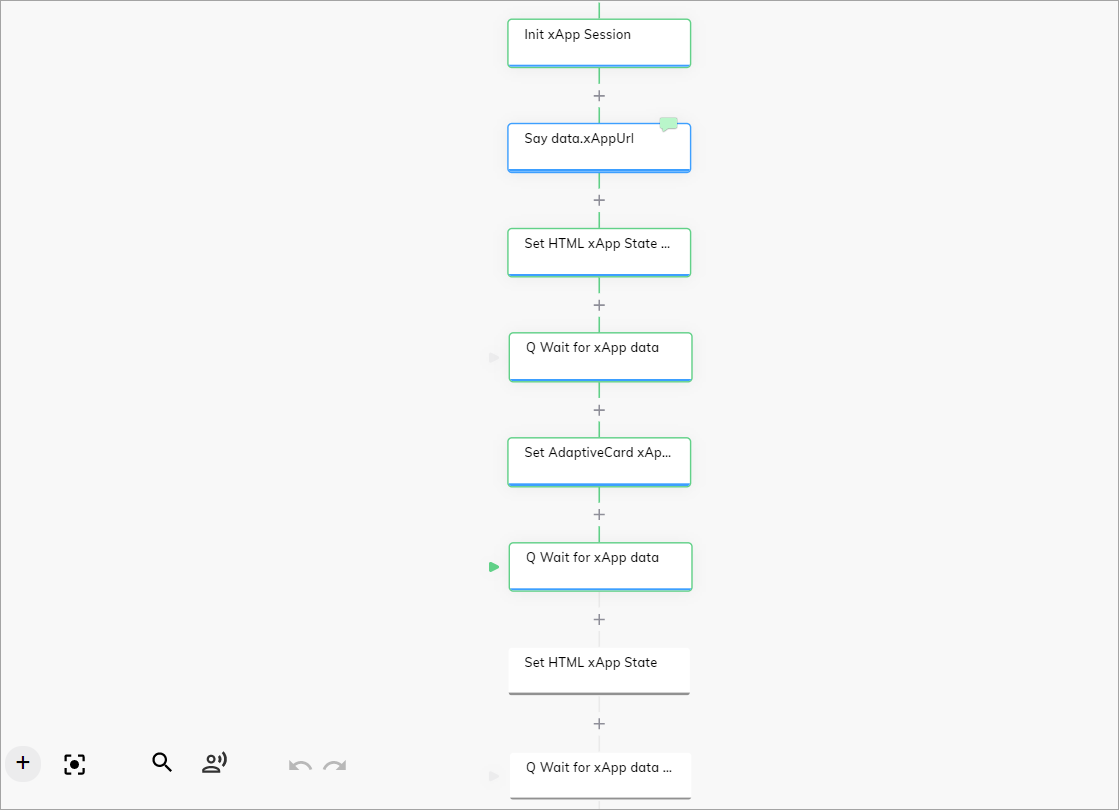 Init xApp Session
Say data.xAppUrl
Set HTML xApp State ...
Q Wait for xApp data
Set AdaptiveCard xAp...
Q Wait for xApp data
Set HTML xApp State
Q Wait for xApp data ...